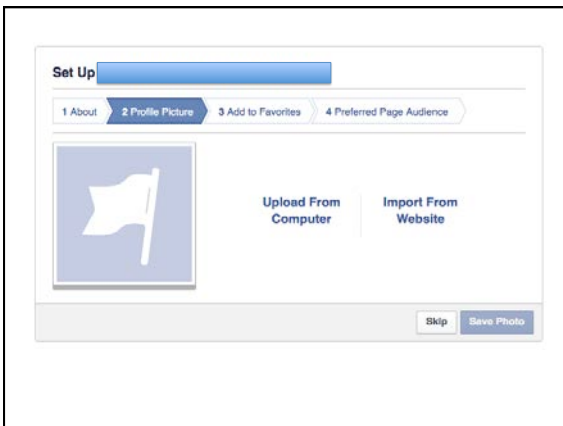 Set Up
1 About 2 Profile Picture 3 Add to Favorites 4 Preferred Page Audience
Upload From Import From
Computer Website
Skip Save Photo